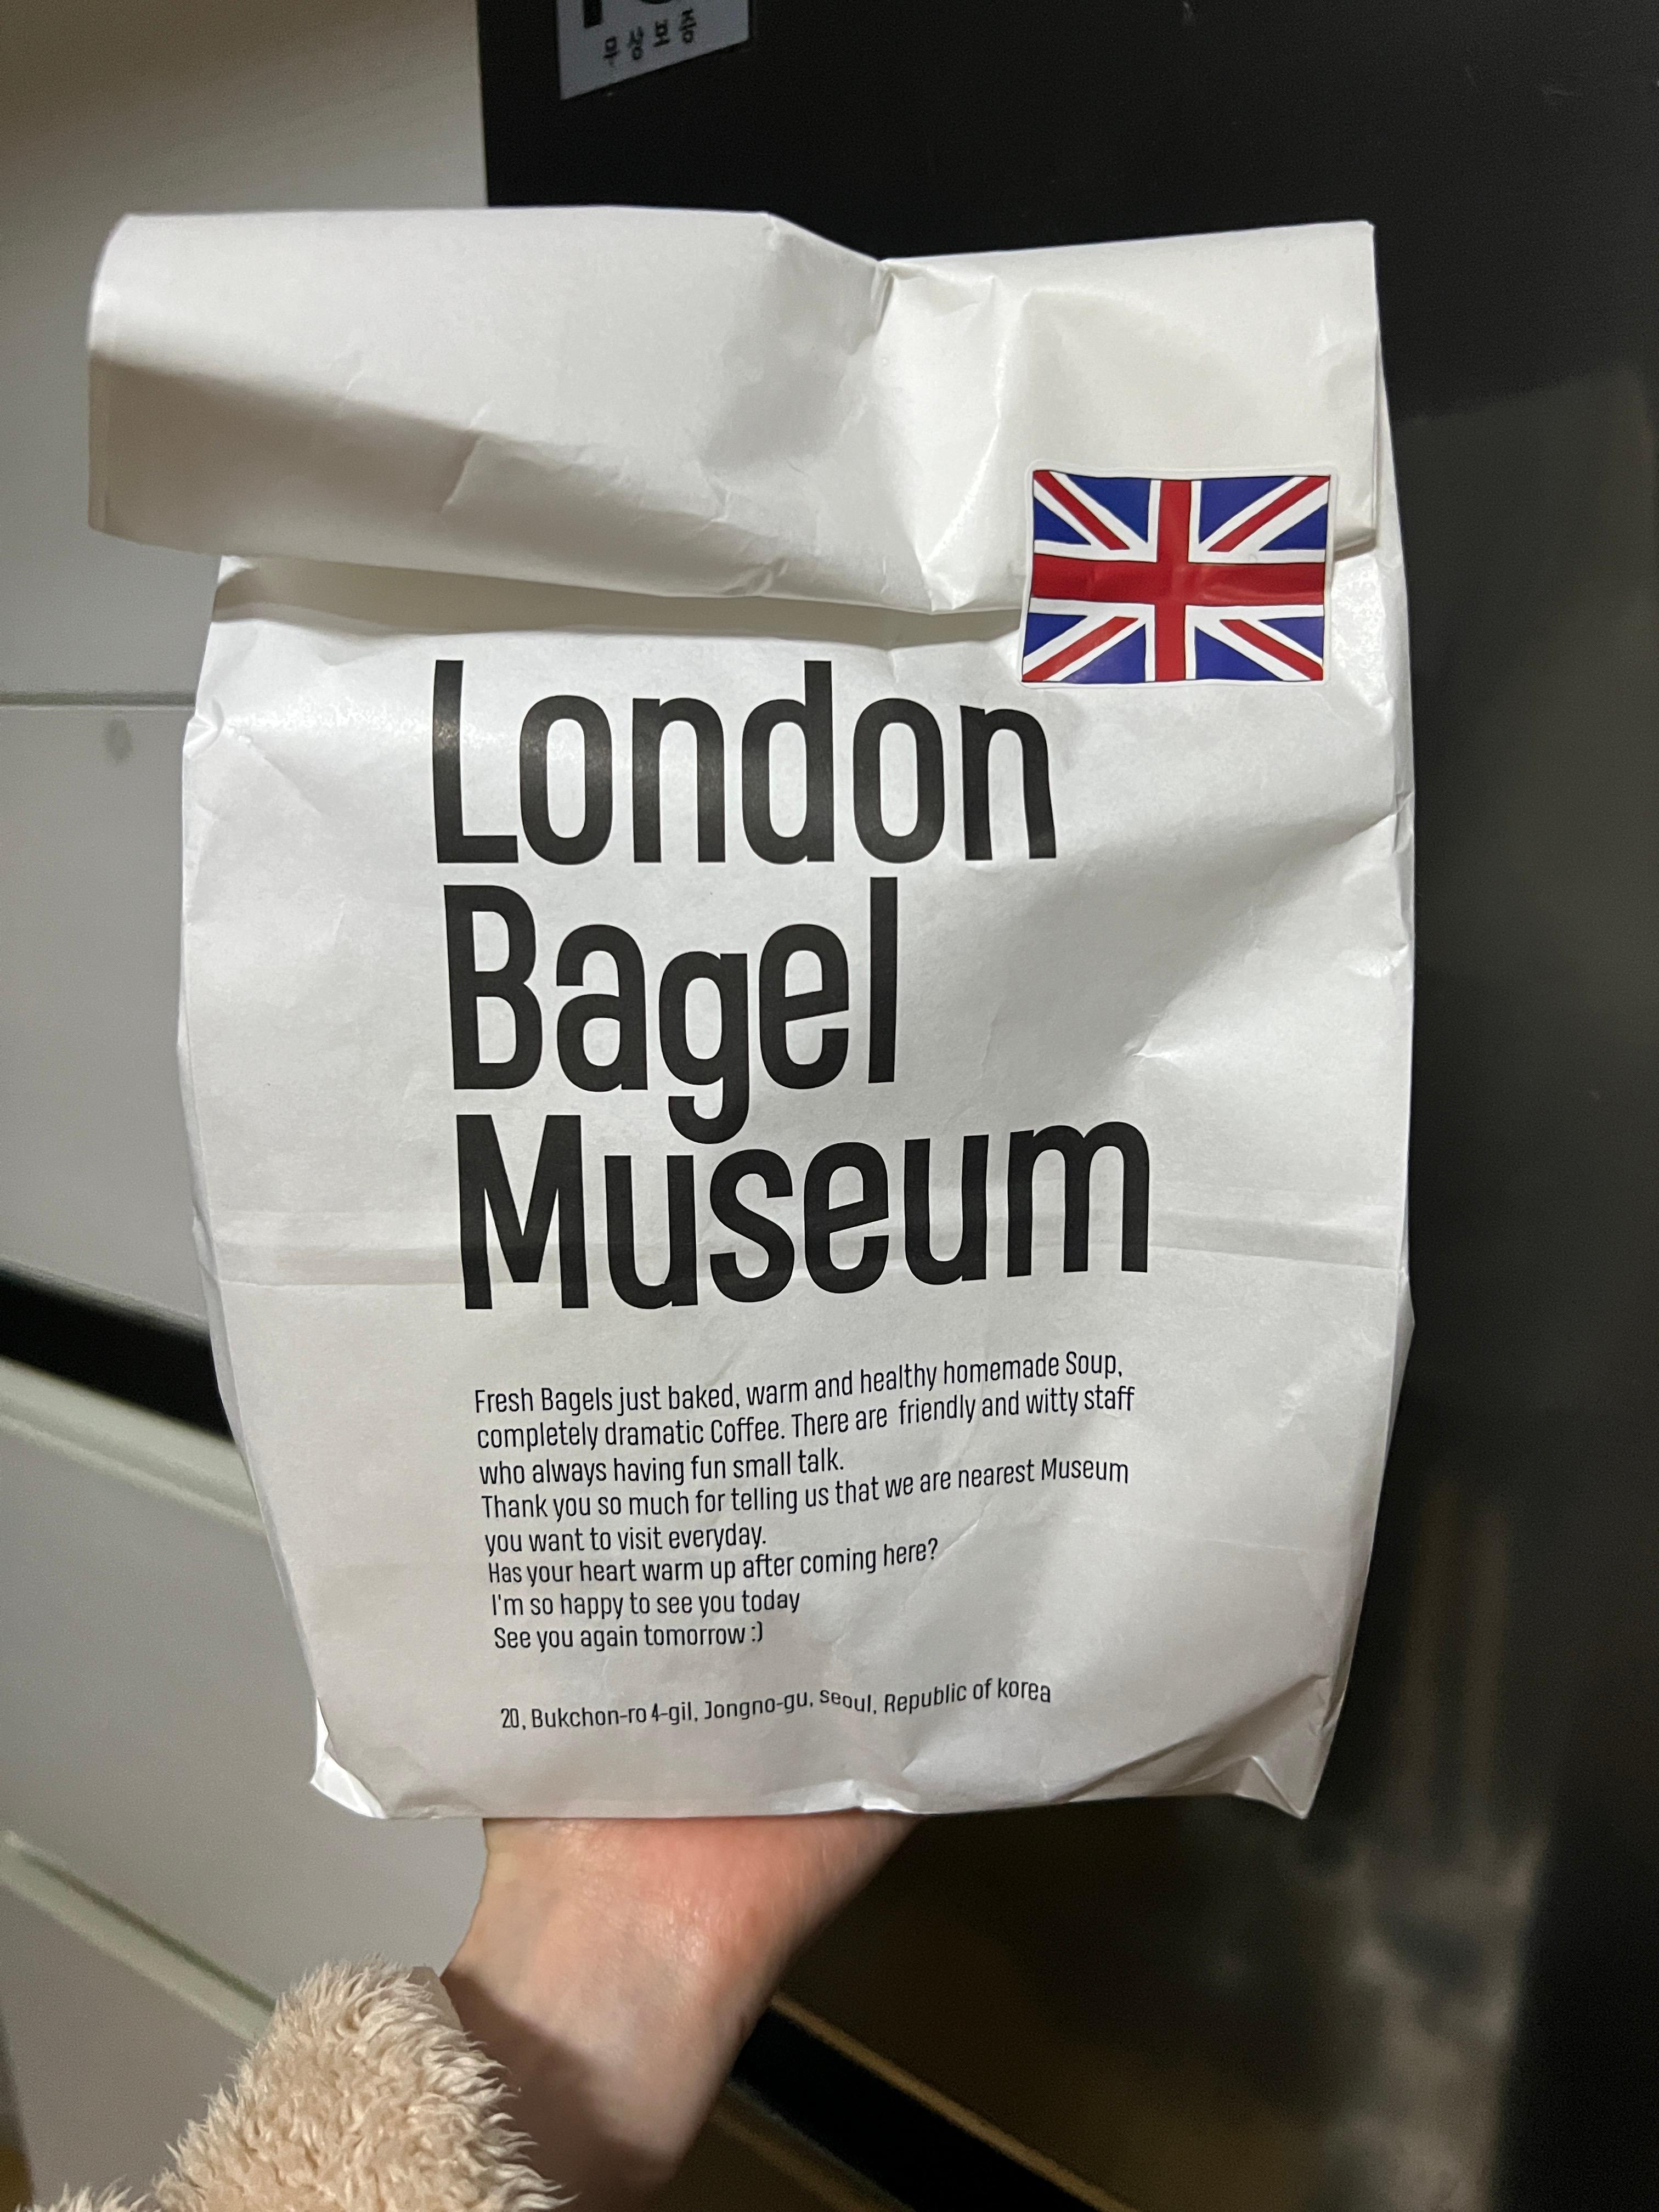 London
Bagel
Museum
Fresh Bagels just baked, warm and healthy homemade Soup,
completely dramatic Coffee. There are friendly and witty staff
who always having fun small talk.
Thank you so much for telling us that we are nearest Museum
you want to visit everyday.
Has your heart warm up after coming here?
I'm so happy to see you today
See you again tomorrow :)
20, Bukchon-ro 4-gil, Jongno-gu, seoul, Republic of korea